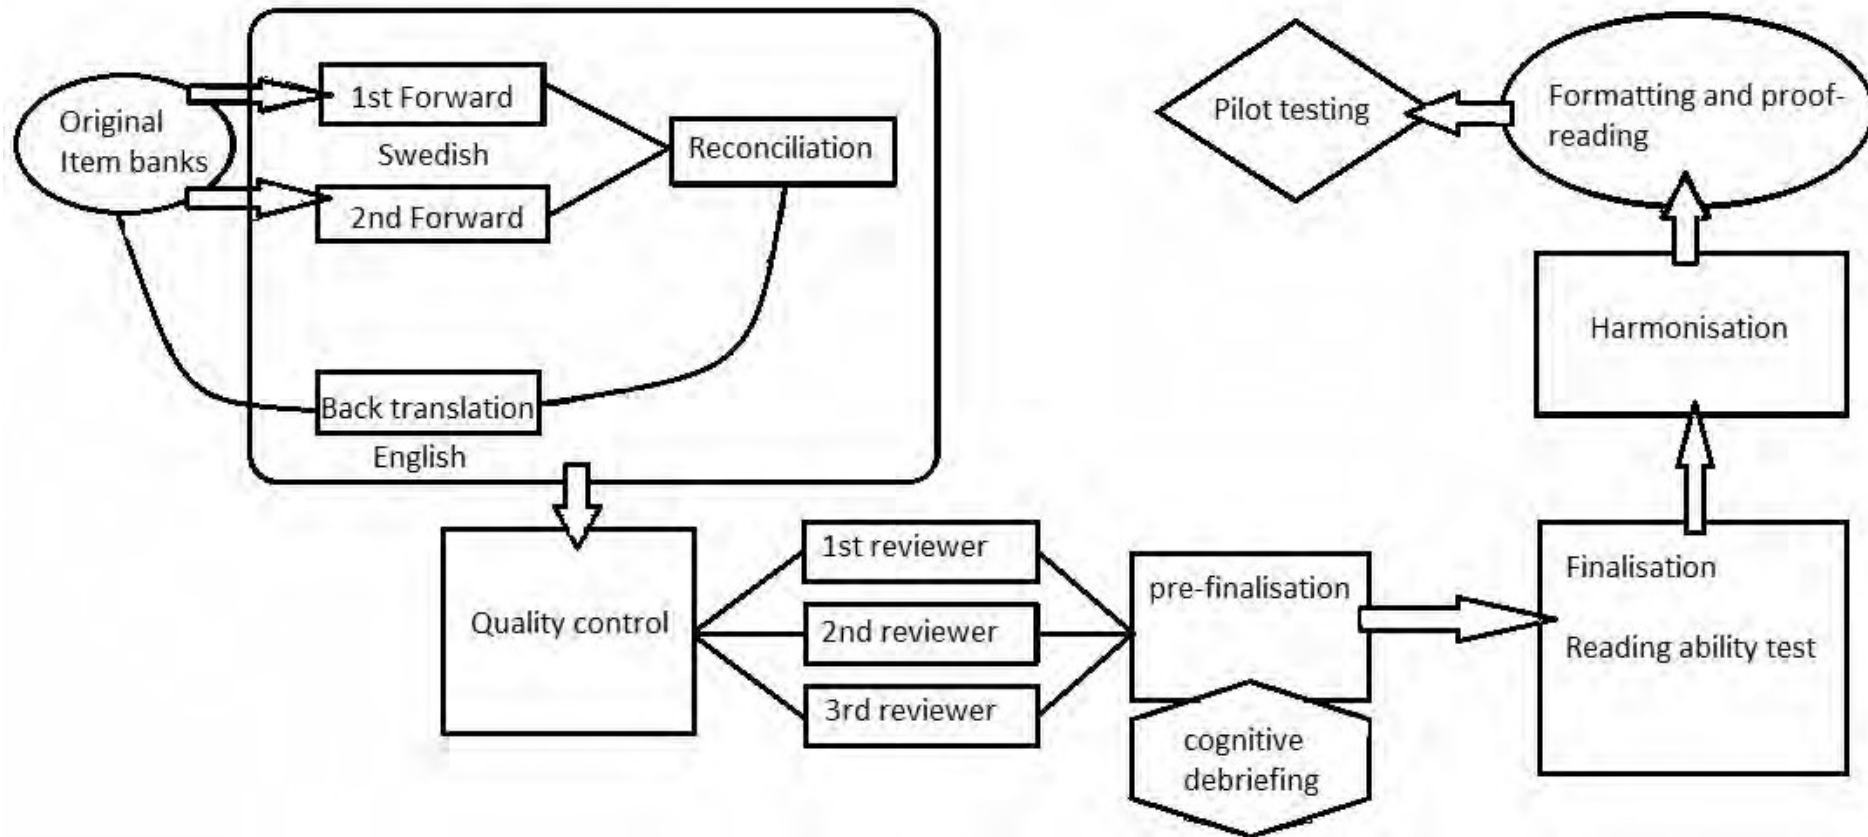 Original
Item banks
1st Forward
Swedish
2nd Forward
Reconciliation
Back translation
English
Quality control
1st reviewer
2nd reviewer
3rd reviewer
pre-finalisation
cognitive
debriefing
Finalisation
Reading ability test
Harmonisation
Formatting and proof-
reading
Pilot testing